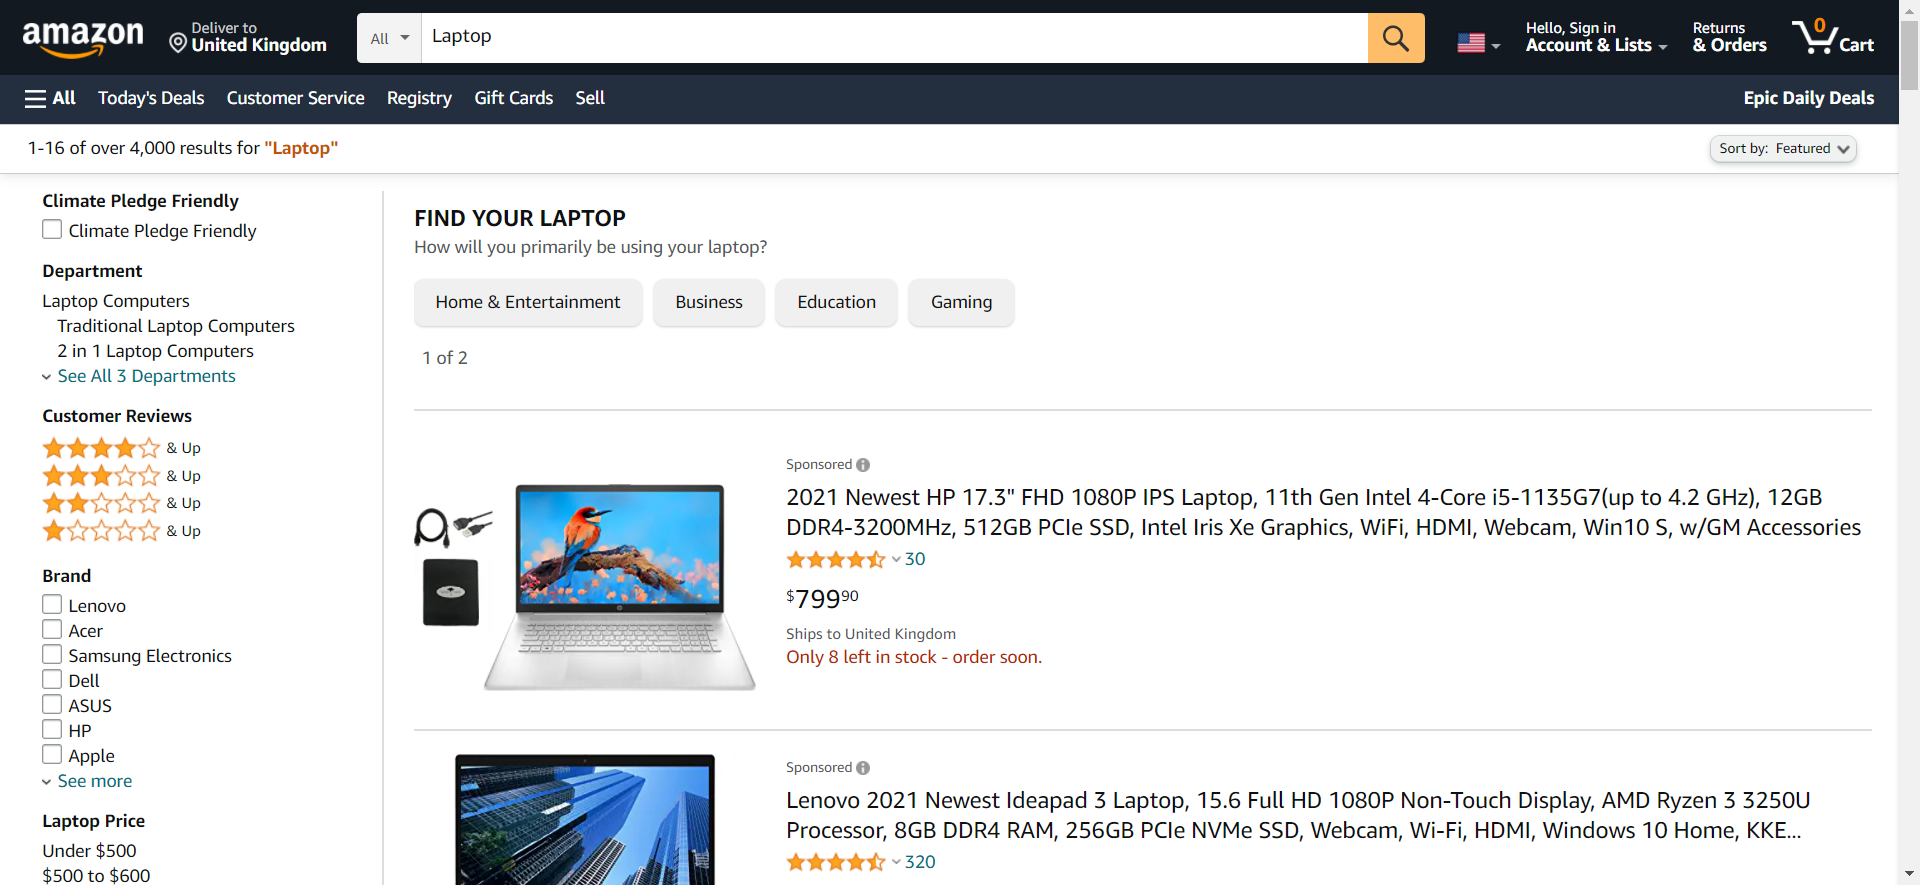 amazon
Deliver to
United Kingdom
All
Laptop
Hello, Sign in
Account & Lists
Returns
& Orders
0
Cart
All
Today's Deals
Customer Service
Registry
Gift Cards
Sell
Epic Daily Deals
1-16 of over 4,000 results for "Laptop"
Sort by: Featured
Climate Pledge Friendly
Climate Pledge Friendly
Department
Laptop Computers
Traditional Laptop Computers
2 in 1 Laptop Computers
See All 3 Departments
Customer Reviews
& Up
& Up
& Up
& Up
Brand
Lenovo
Acer
Samsung Electronics
Dell
ASUS
HP
Apple
See more
Laptop Price
Under $500
$500 to $600
FIND YOUR LAPTOP
How will you primarily be using your laptop?
Home & Entertainment
Business
Education
Gaming
1 of 2
Sponsored
2021 Newest HP 17.3" FHD 1080P IPS Laptop, 11th Gen Intel 4-Core i5-1135G7(up to 4.2 GHz), 12GB
DDR4-3200MHz, 512GB PCIe SSD, Intel Iris Xe Graphics, WiFi, HDMI, Webcam, Win10 S, w/GM Accessories
30
$799 90
Ships to United Kingdom
Only 8 left in stock - order soon.
Sponsored
Lenovo 2021 Newest Ideapad 3 Laptop, 15.6 Full HD 1080P Non-Touch Display, AMD Ryzen 3 3250U
Processor, 8GB DDR4 RAM, 256GB PCIe NVMe SSD, Webcam, Wi-Fi, HDMI, Windows 10 Home, KKE...
320